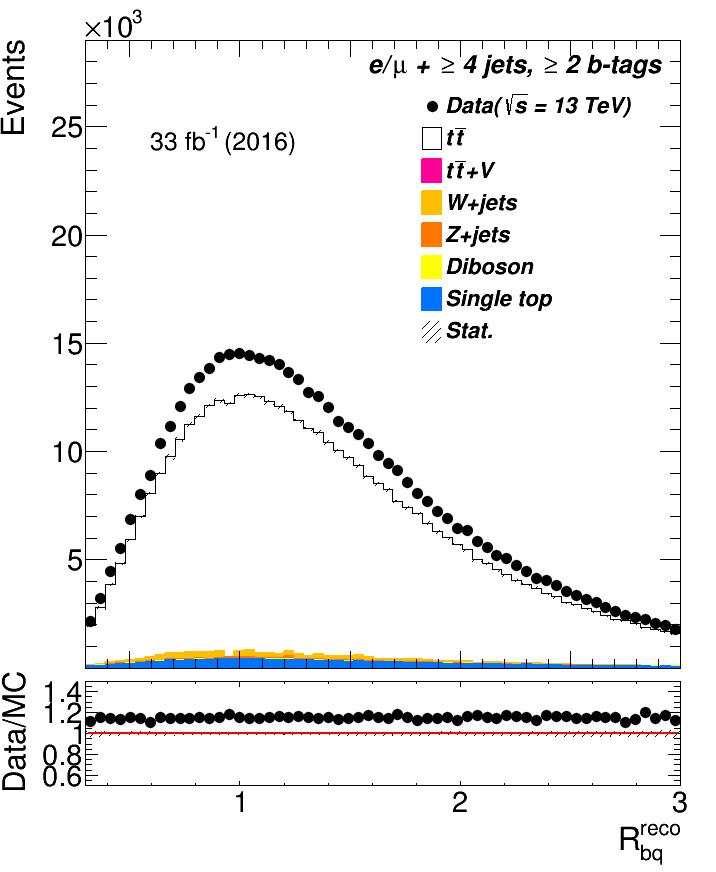 ×10³
Events
e/μ + ≥ 4 jets, ≥ 2 b-tags
Data(√s = 13 TeV)
33 fb⁻¹ (2016)
tt̅
tt̅+V
W+jets
Z+jets
Diboson
Single top
Stat.
25
20
15
10
5
Data/MC
1.4
1.2
1
0.8
0.6
1 2 3
R_bq^reco